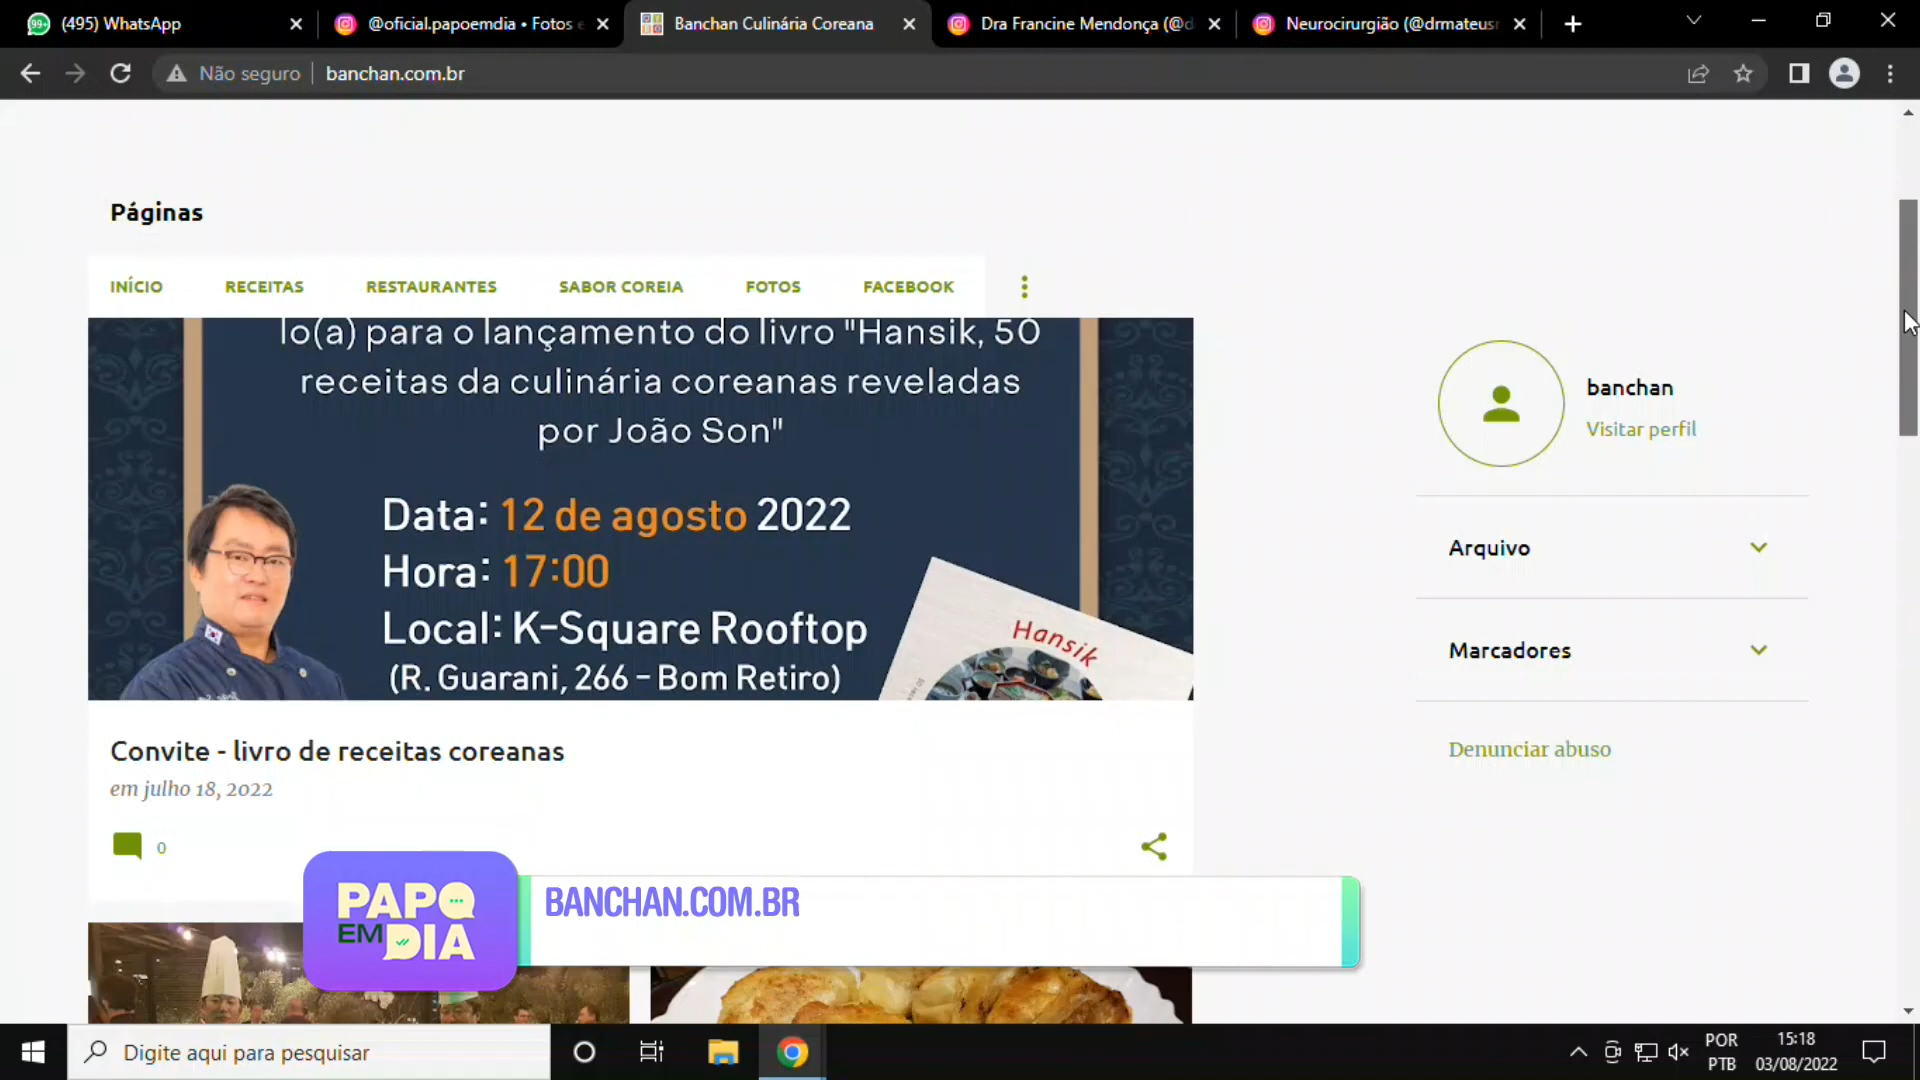 (495) WhatsApp
@oficial.papoemdia • Fotos e
Banchan Culinária Coreana
Dra Francine Mendonça (@d
Neurocirurgião (@drmateus
Não seguro
banchan.com.br
Páginas
INÍCIO
RECEITAS
RESTAURANTES
SABOR COREIA
FOTOS
FACEBOOK
lo(a) para o lançamento do livro "Hansik, 50
receitas da culinária coreanas reveladas
por João Son"
Data: 12 de agosto 2022
Hora: 17:00
Local: K-Square Rooftop
(R. Guarani, 266 - Bom Retiro)
Hansik
banchan
Visitar perfil
Arquivo
Marcadores
Denunciar abuso
Convite - livro de receitas coreanas
em julho 18, 2022
0
PAPO
EM DIA
BANCHAN.COM.BR
Digite aqui para pesquisar
POR
PTB
15:18
03/08/2022